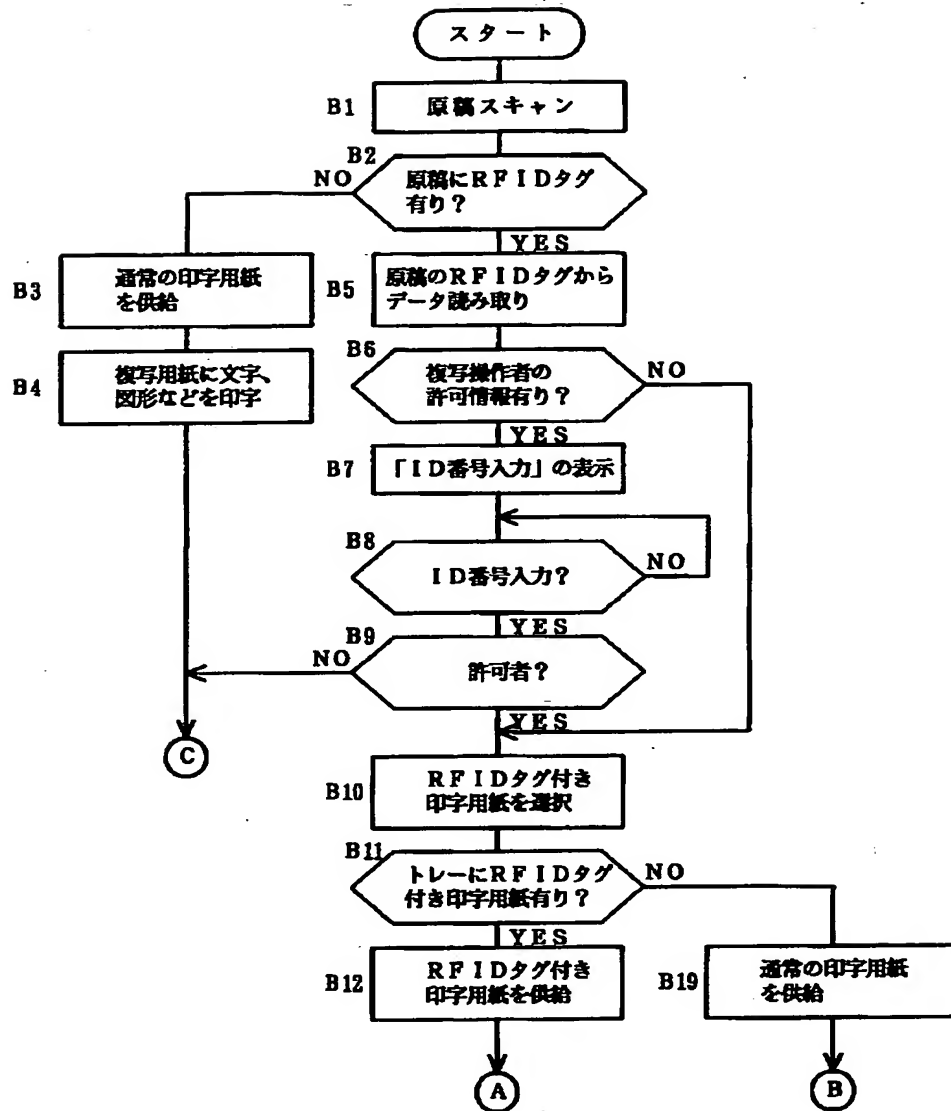 スタート
B1
原稿スキャン
B2
NO
原稿にRFIDタグ
有り？
YES
B3
通常の印字用紙
を供給
B5
原稿のRFIDタグから
データ読み取り
B4
複写用紙に文字、
図形などを印字
B6
複写操作者の
許可情報有り？
NO
YES
B7
「ID番号入力」の表示
B8
ID番号入力？
NO
YES
B9
NO
許可者？
YES
C
B10
RFIDタグ付き
印字用紙を選択
B11
トレーにRFIDタグ
付き印字用紙有り？
NO
YES
B12
RFIDタグ付き
印字用紙を供給
B19
通常の印字用紙
を供給
A
B